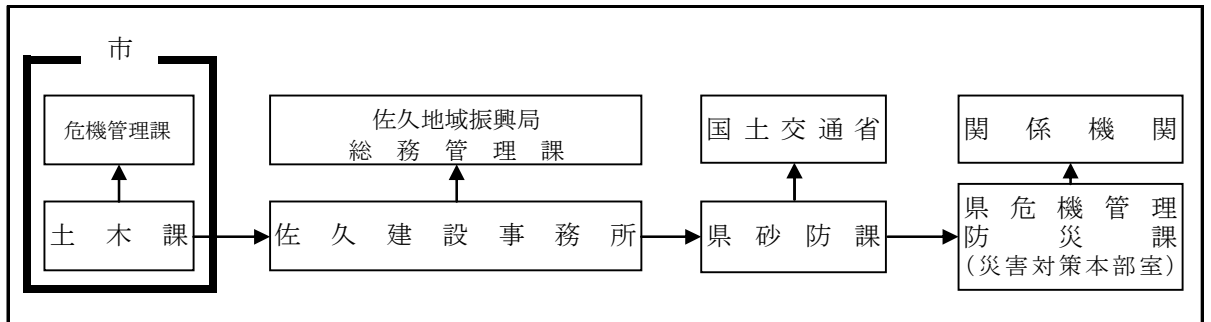 市
危機管理課
佐久地域振興局
総務管理課
国土交通省
関係機関
土木課
佐久建設事務所
県砂防課
県危機管理
防災課
(災害対策本部室)